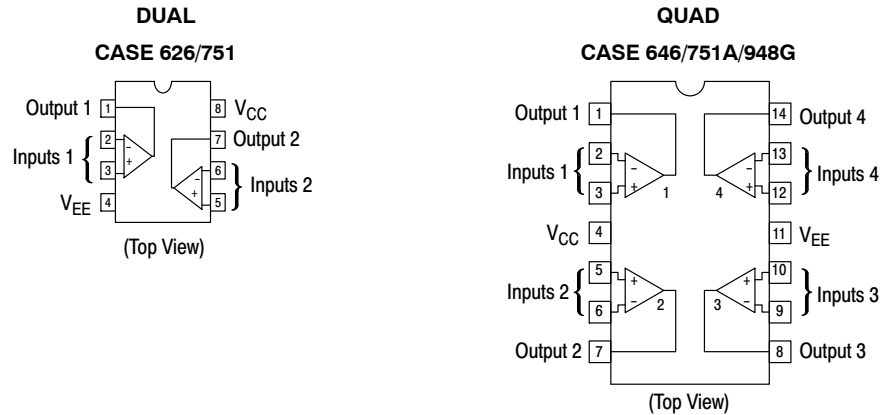 DUAL
CASE 626/751
Output 1 1 8 VCC
2 - 7 Output 2
Inputs 1 { + - 6 } Inputs 2
3 + 5
VEE 4
(Top View)
QUAD
CASE 646/751A/948G
Output 1 1 14 Output 4
2 13
Inputs 1 { - - } Inputs 4
3 + 1 4 + 12
VCC 4 11 VEE
5 10
Inputs 2 { + + } Inputs 3
6 - 2 3 - 9
Output 2 7 8 Output 3
(Top View)